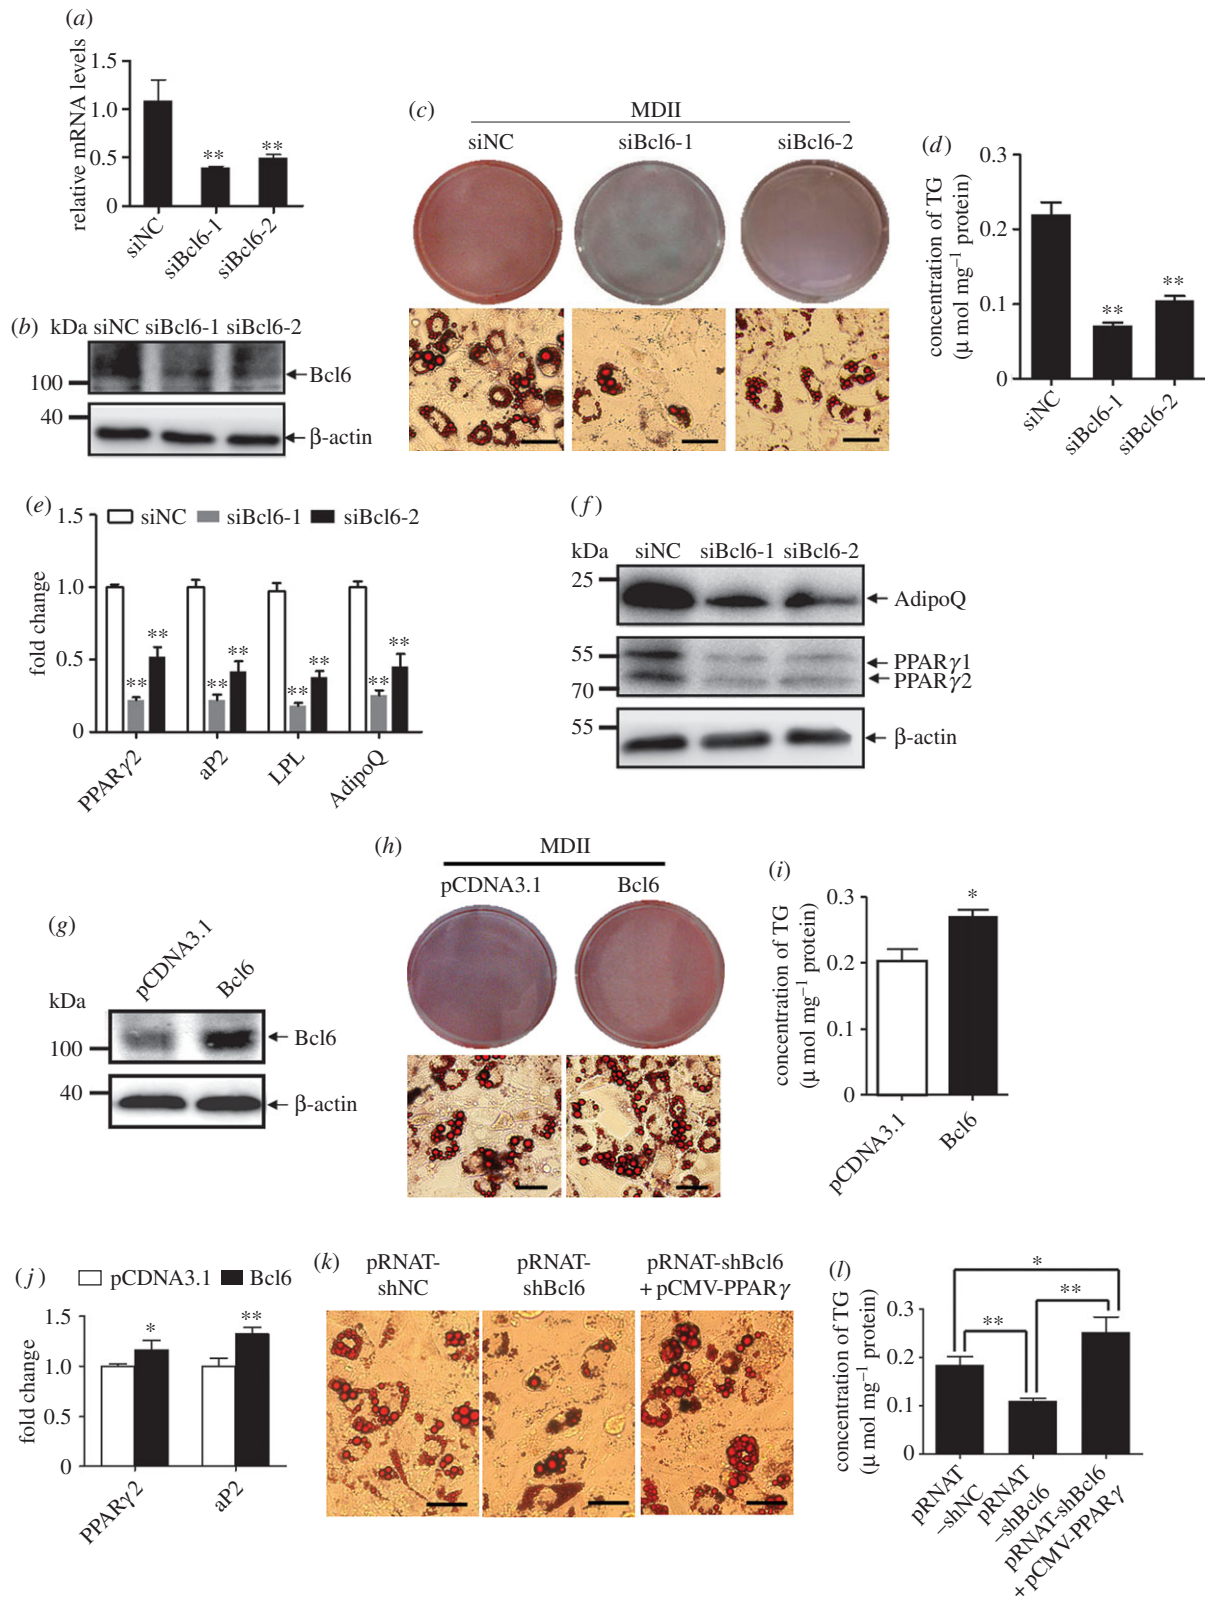 (a)
relative mRNA levels
1.5
1.0
0.5
0
** **
siNC siBcl6-1 siBcl6-2
(b) kDa siNC siBcl6-1 siBcl6-2
100
Bcl6
40
β-actin
(c)
MDII
siNC siBcl6-1 siBcl6-2
(d)
concentration of TG
(µ mol mg⁻¹ protein)
0.3
0.2
0.1
0
** **
siNC siBcl6-1 siBcl6-2
(e)
siNC siBcl6-1 siBcl6-2
fold change
1.5
1.0
0.5
0
** ** ** ** ** ** ** **
PPARγ2 aP2 LPL AdipoQ
(f)
kDa siNC siBcl6-1 siBcl6-2
25
AdipoQ
55
PPARγ1
PPARγ2
70
55
β-actin
(g)
pCDNA3.1 Bcl6
kDa
100
Bcl6
40
β-actin
(h)
MDII
pCDNA3.1 Bcl6
(i)
concentration of TG
(µ mol mg⁻¹ protein)
0.3
0.2
0.1
0
*
pCDNA3.1 Bcl6
(j)
pCDNA3.1 Bcl6
fold change
1.5
1.0
0.5
0
* **
PPARγ2 aP2
(k)
pRNAT-
shNC
pRNAT-
shBcl6
pRNAT-shBcl6
+pCMV-PPARγ
(l)
concentration of TG
(µ mol mg⁻¹ protein)
0.3
0.2
0.1
0
*
**
**
pRNAT
–shNC
pRNAT
–shBcl6
pRNAT-shBcl6
+pCMV-PPARγ